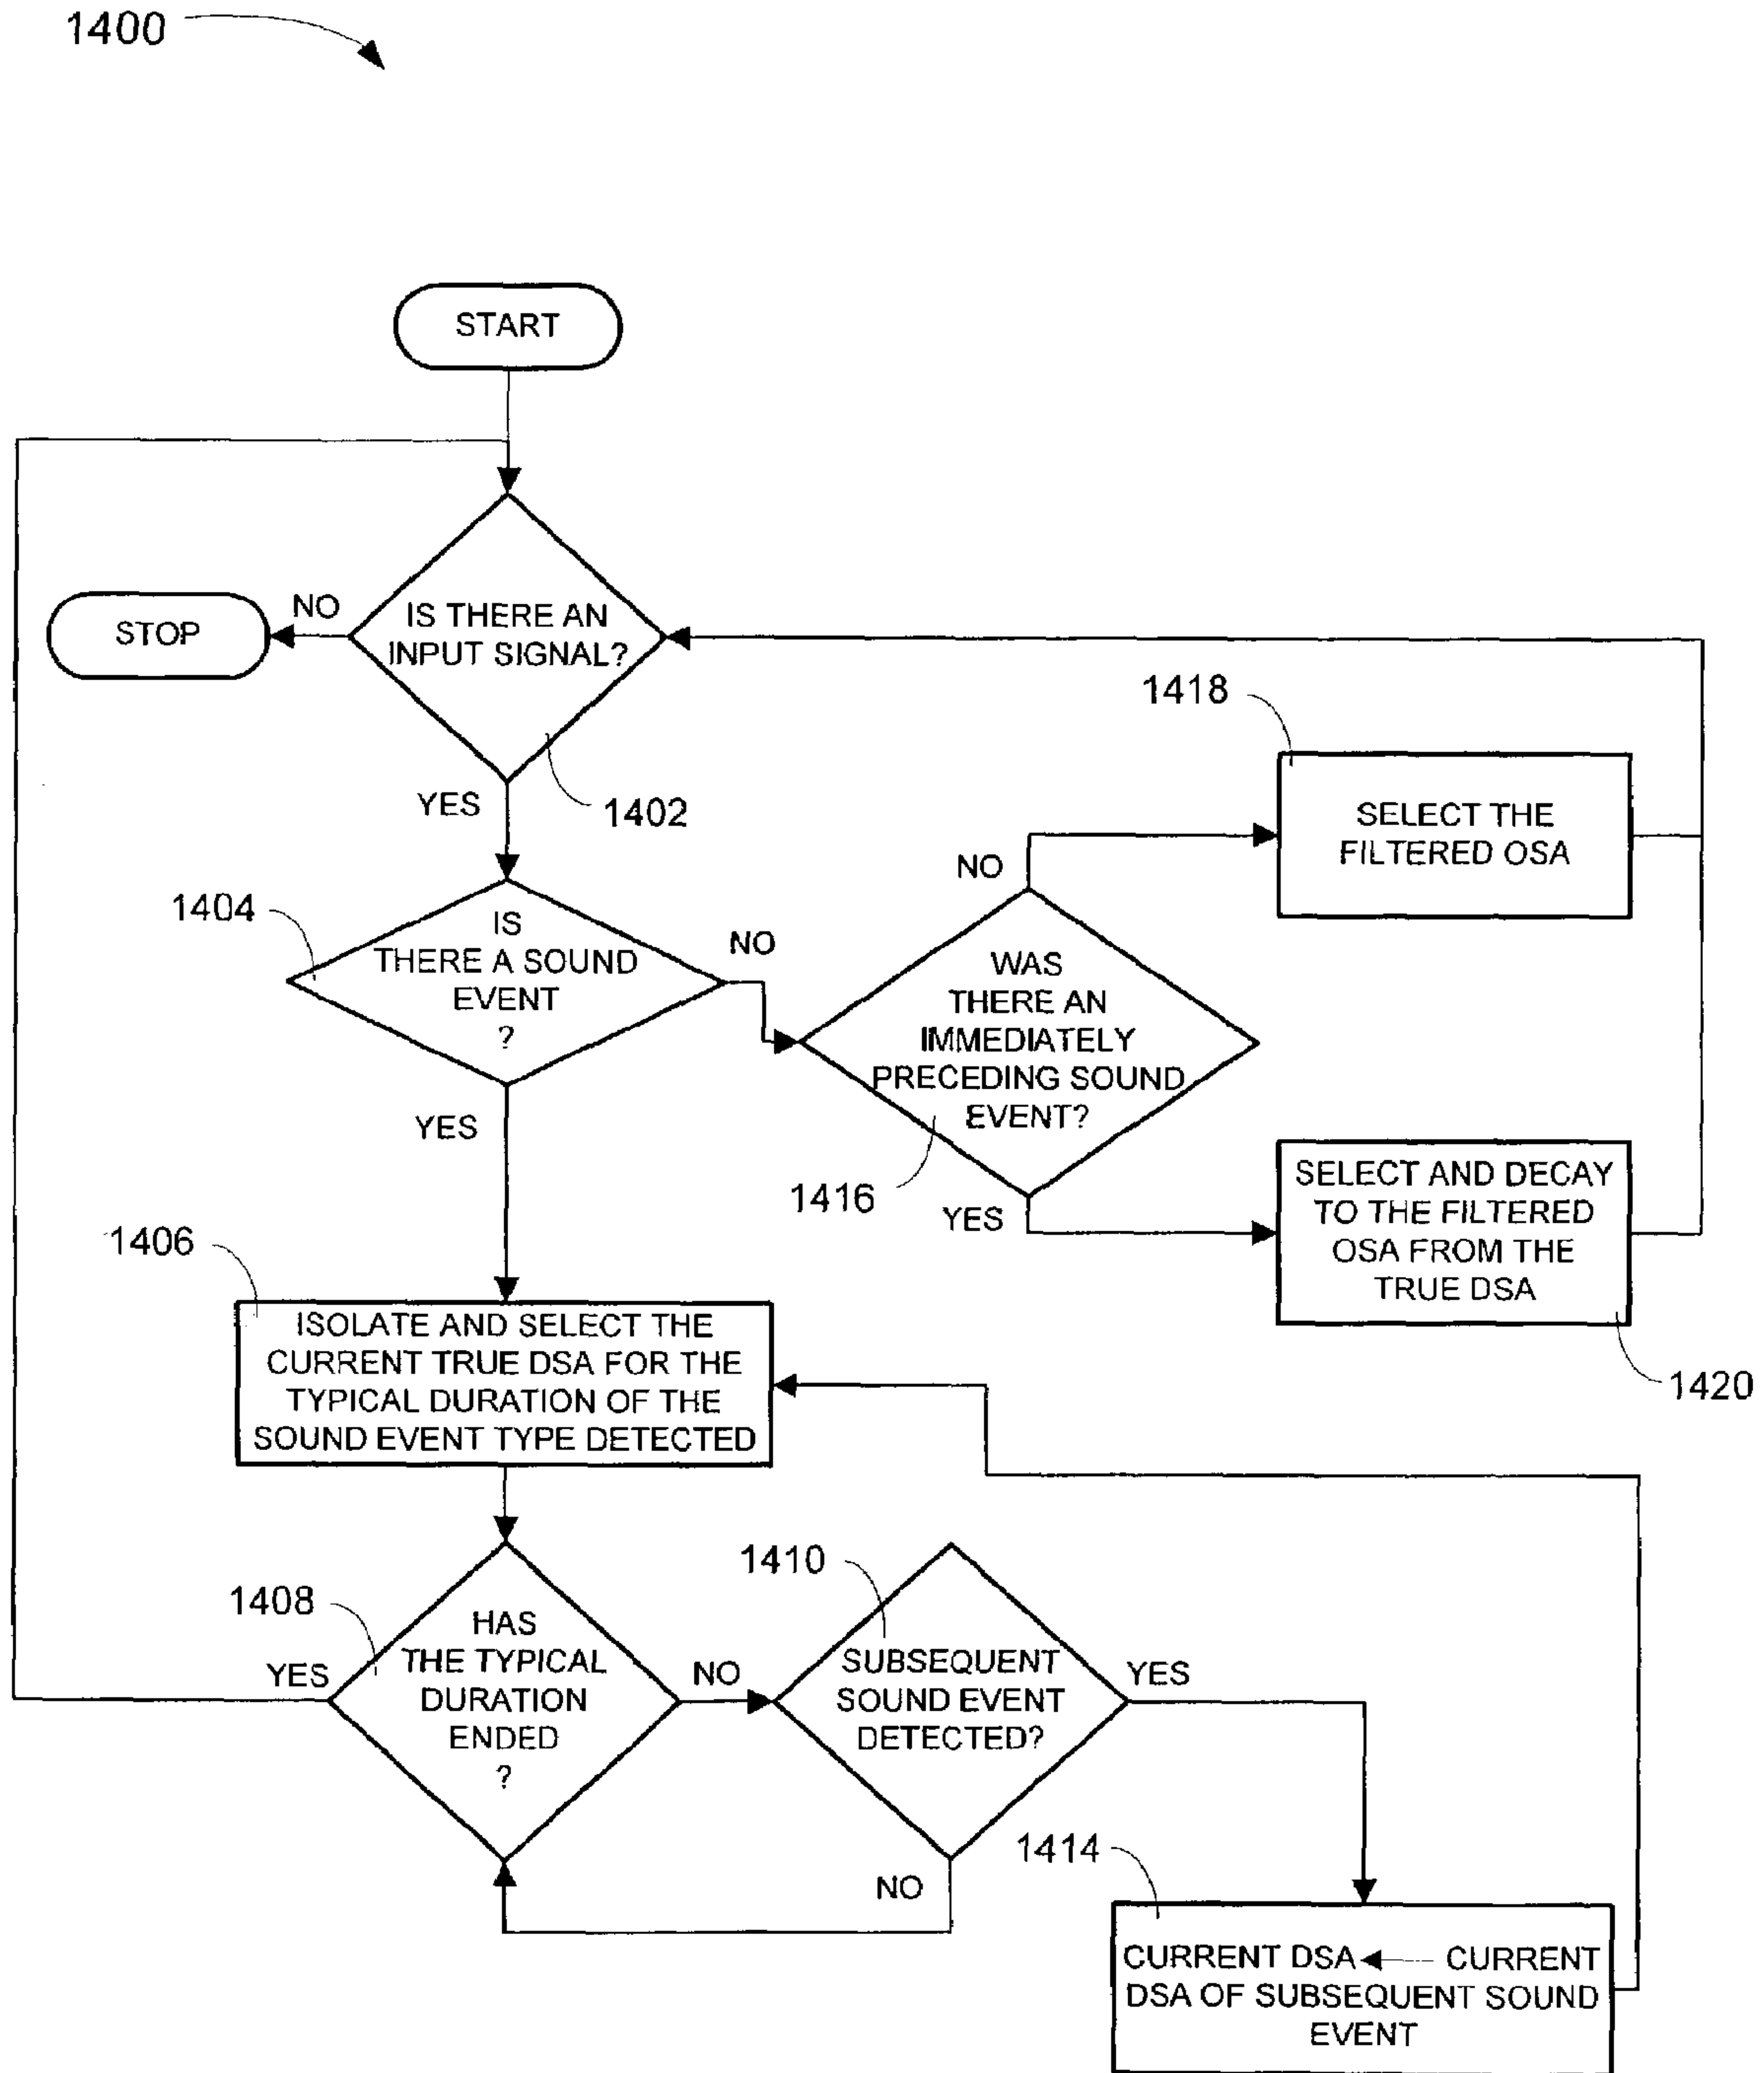 1400
START
IS THERE AN
INPUT SIGNAL?
NO
STOP
YES
1402
1404
IS
THERE A SOUND
EVENT
?
NO
YES
WAS
THERE AN
IMMEDIATELY
PRECEDING SOUND
EVENT?
1416
NO
YES
1418
SELECT THE
FILTERED OSA
SELECT AND DECAY
TO THE FILTERED
OSA FROM THE
TRUE DSA
1420
1406
ISOLATE AND SELECT THE
CURRENT TRUE DSA FOR THE
TYPICAL DURATION OF THE
SOUND EVENT TYPE DETECTED
1408
HAS
THE TYPICAL
DURATION
ENDED
?
YES
NO
1410
SUBSEQUENT
SOUND EVENT
DETECTED?
YES
NO
1414
CURRENT DSA ← CURRENT
DSA OF SUBSEQUENT SOUND
EVENT